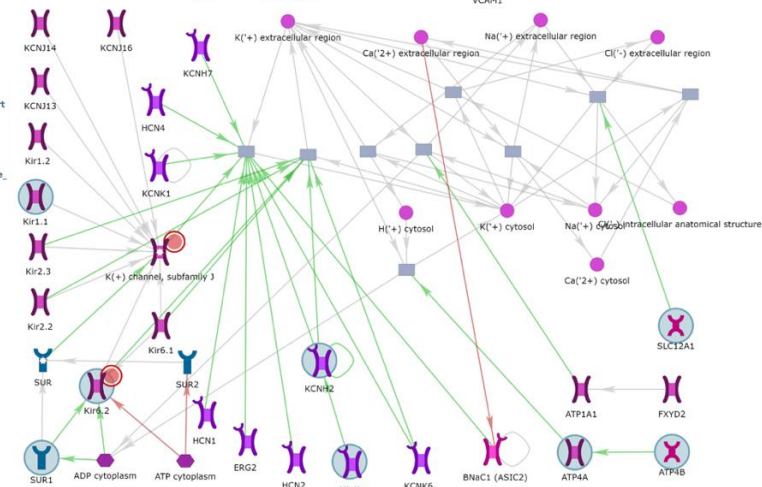 VCAM1
KCNJ14
KCNJ16
K('+) extracellular region
Na('+) extracellular region
Ca('2+) extracellular region
Cl('-) extracellular region
KCNH7
KCNJ13
HCN4
Kir1.2
KCNK1
Kir1.1
H('+) cytosol
K('+) cytosol
Na('+) cytosol
intracellular anatomical structure
Kir2.3
K(+) channel, subfamily J
Ca('2+) cytosol
Kir2.2
Kir6.1
SLC12A1
SUR
SUR2
KCNH2
Kir6.2
HCN1
ATP1A1
FXYD2
ERG2
SUR1
ADP cytoplasm
ATP cytoplasm
HCN2
KCNK6
BNaC1 (ASIC2)
ATP4A
ATP4B